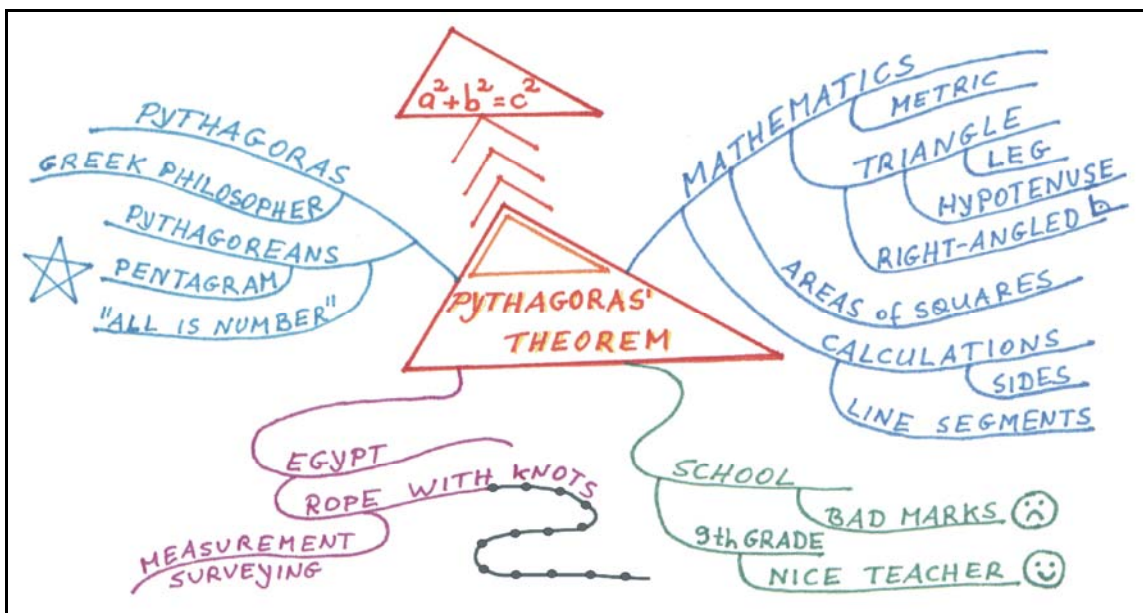 a²+b²=c²
PYTHAGORAS'
THEOREM
PYTHAGORAS
GREEK PHILOSOPHER
PYTHAGOREANS
PENTAGRAM
"ALL IS NUMBER"
MATHEMATICS
METRIC
TRIANGLE
LEG
HYPOTENUSE
RIGHT-ANGLED
AREAS of SQUARES
CALCULATIONS
SIDES
LINE SEGMENTS
EGYPT
ROPE WITH KNOTS
MEASUREMENT
SURVEYING
SCHOOL
BAD MARKS
9th GRADE
NICE TEACHER